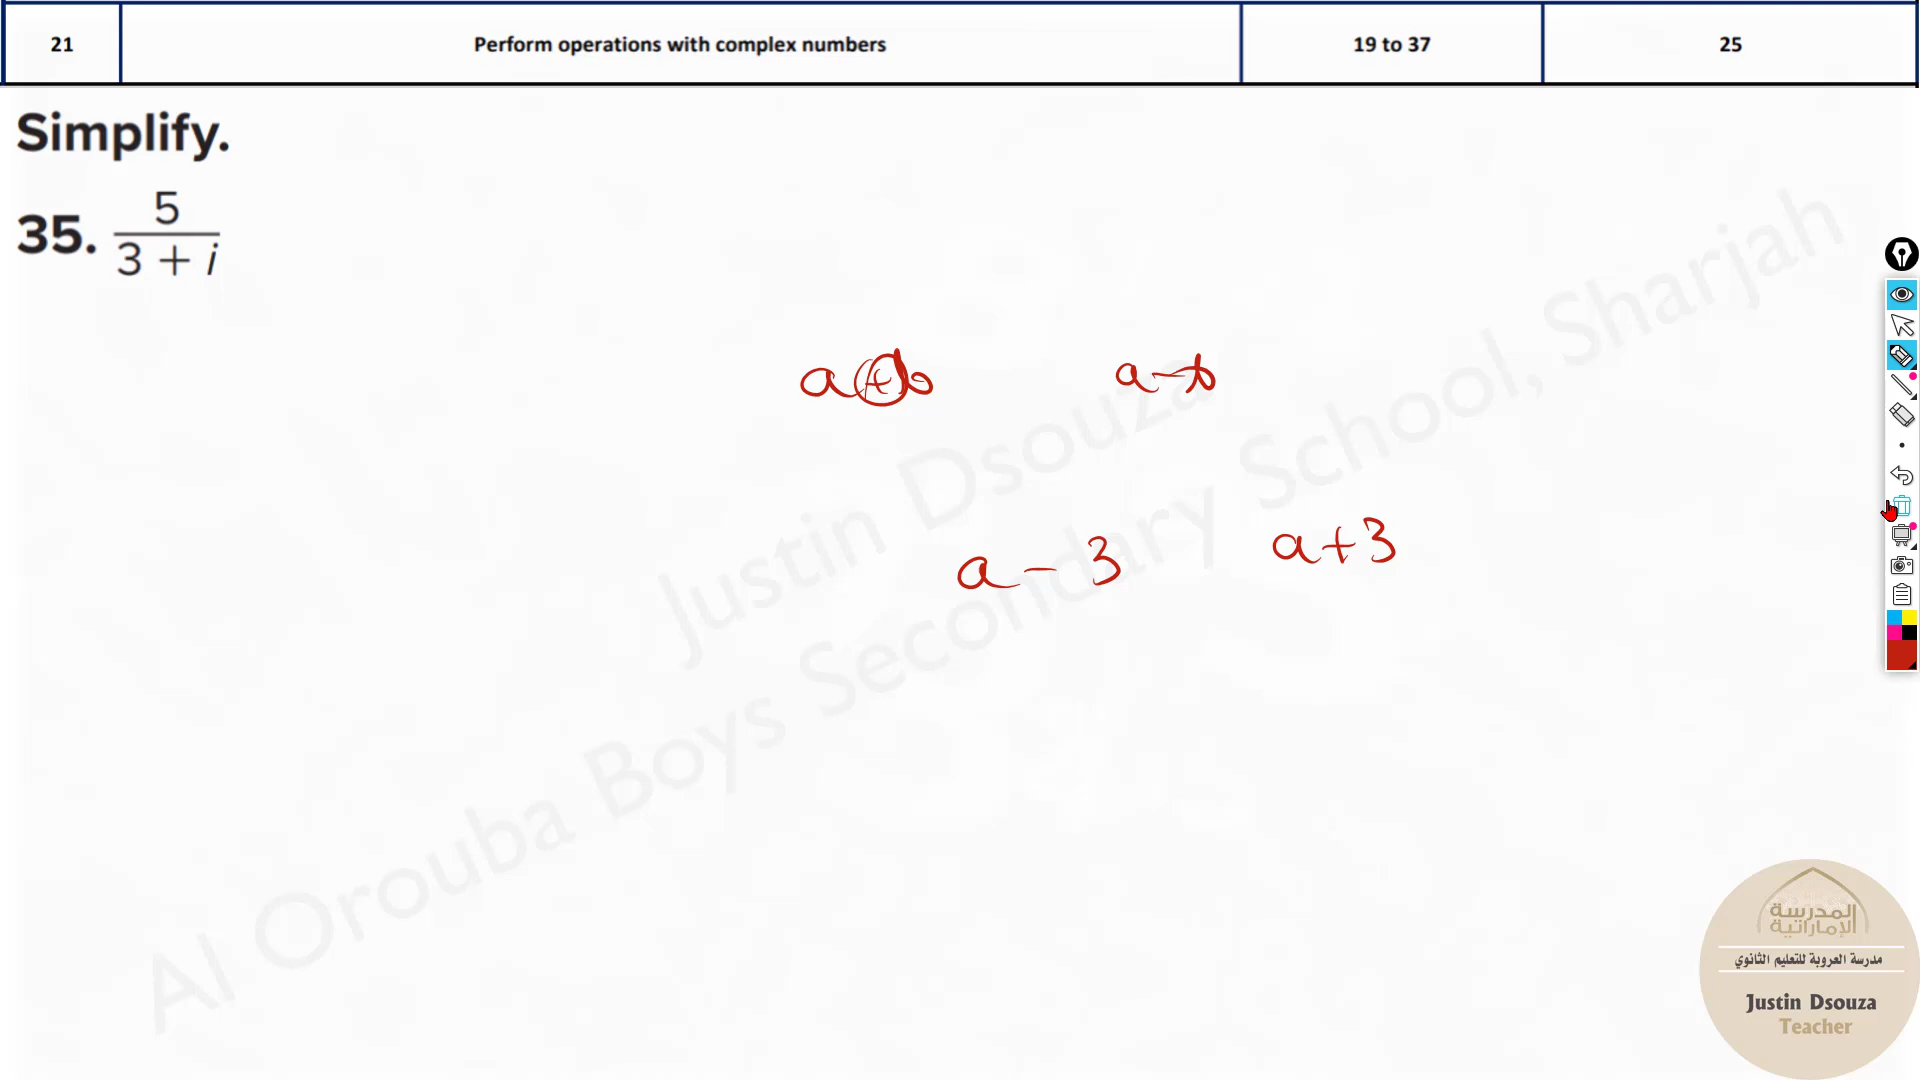 21 Perform operations with complex numbers 19 to 37 25
Simplify.
35. 5/(3 + i)
a+b a-b
a-3 a+3
Justin Dsouza
Al Orouba Boys Secondary School, Sharjah
المدرسة
الإماراتية
مدرسة العروبة للتعليم الثانوي
Justin Dsouza
Teacher